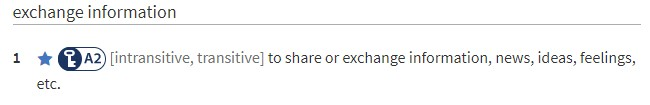 exchange information
1 A2 [intransitive, transitive] to share or exchange information, news, ideas, feelings,
etc.